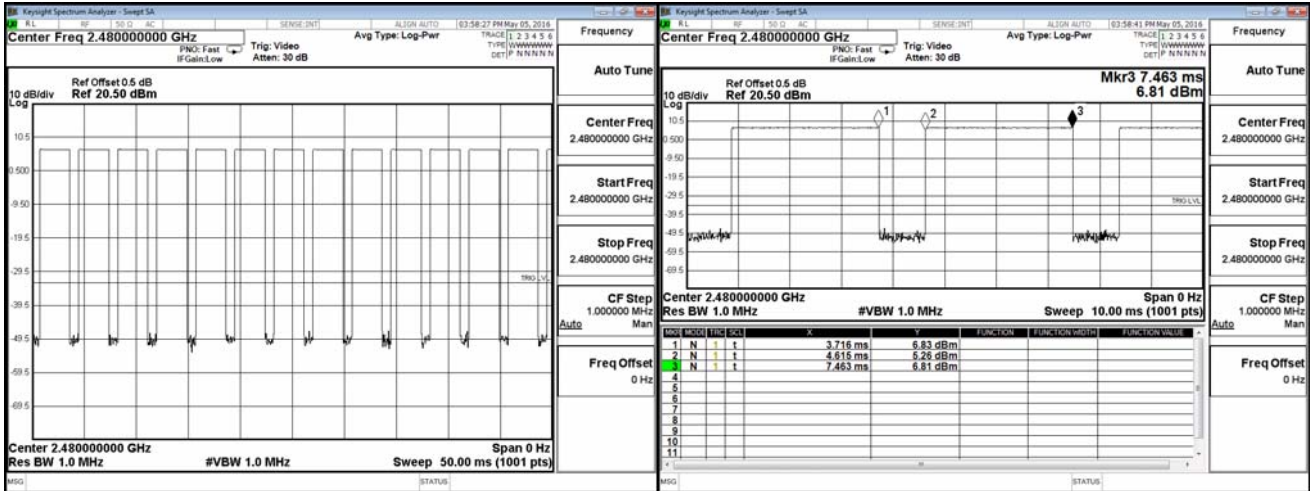 Keysight Spectrum Analyzer - Swept SA
RL RF 50 Ω AC SENSE:INT ALIGN AUTO 03:58:27 PM May 05, 2016
Center Freq 2.480000000 GHz
PNO: Fast
IFGain:Low
Trig: Video
Atten: 30 dB
Avg Type: Log-Pwr
TRACE 1 2 3 4 5 6
TYPE WWWWWW
DET P NNNNN
Ref Offset 0.5 dB
10 dB/div Ref 20.50 dBm
Log
10.5
0.500
-9.50
-19.5
-29.5
TRIG LVL
-39.5
-49.5
-59.5
-69.5
Center 2.480000000 GHz Span 0 Hz
Res BW 1.0 MHz #VBW 1.0 MHz Sweep 50.00 ms (1001 pts)
MSG STATUS
Frequency
Auto Tune
Center Freq
2.480000000 GHz
Start Freq
2.480000000 GHz
Stop Freq
2.480000000 GHz
CF Step
1.000000 MHz
Auto Man
Freq Offset
0 Hz
Keysight Spectrum Analyzer - Swept SA
RL RF 50 Ω AC SENSE:INT ALIGN AUTO 03:58:41 PM May 05, 2016
Center Freq 2.480000000 GHz
PNO: Fast
IFGain:Low
Trig: Video
Atten: 30 dB
Avg Type: Log-Pwr
TRACE 1 2 3 4 5 6
TYPE WWWWWW
DET P NNNNN
Mkr3 7.463 ms
6.81 dBm
Ref Offset 0.5 dB
10 dB/div Ref 20.50 dBm
Log
1 2 3
10.5
0.500
-9.50
-19.5
-29.5
TRIG LVL
-39.5
-49.5
-59.5
-69.5
Center 2.480000000 GHz Span 0 Hz
Res BW 1.0 MHz #VBW 1.0 MHz Sweep 10.00 ms (1001 pts)
MKR MODE TRC SCL X Y FUNCTION FUNCTION WIDTH FUNCTION VALUE
1 N 1 t 3.716 ms 6.83 dBm
2 N 1 t 4.615 ms 5.26 dBm
3 N 1 t 7.463 ms 6.81 dBm
4
5
6
7
8
9
10
11
MSG STATUS
Frequency
Auto Tune
Center Freq
2.480000000 GHz
Start Freq
2.480000000 GHz
Stop Freq
2.480000000 GHz
CF Step
1.000000 MHz
Auto Man
Freq Offset
0 Hz